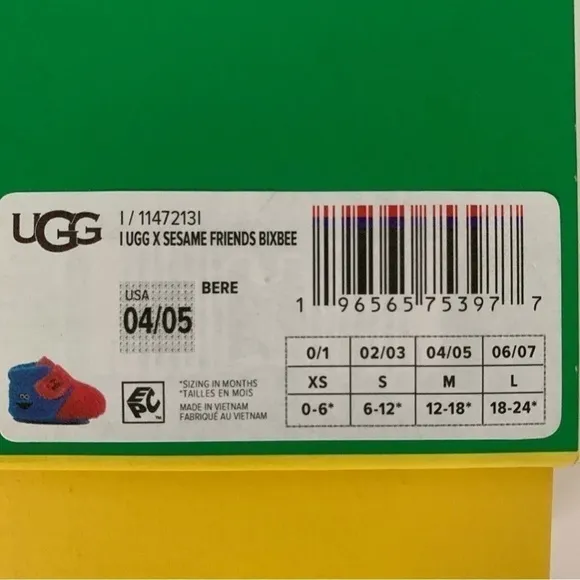 UGG
I / 1147213I
I UGG X SESAME FRIENDS BIXBEE
USA
BERE
04/05
1 96565 75397 7
0/1 02/03 04/05 06/07
XS S M L
0-6* 6-12* 12-18* 18-24*
EPC™
*SIZING IN MONTHS
*TAILLES EN MOIS
MADE IN VIETNAM
FABRIQUÉ AU VIETNAM